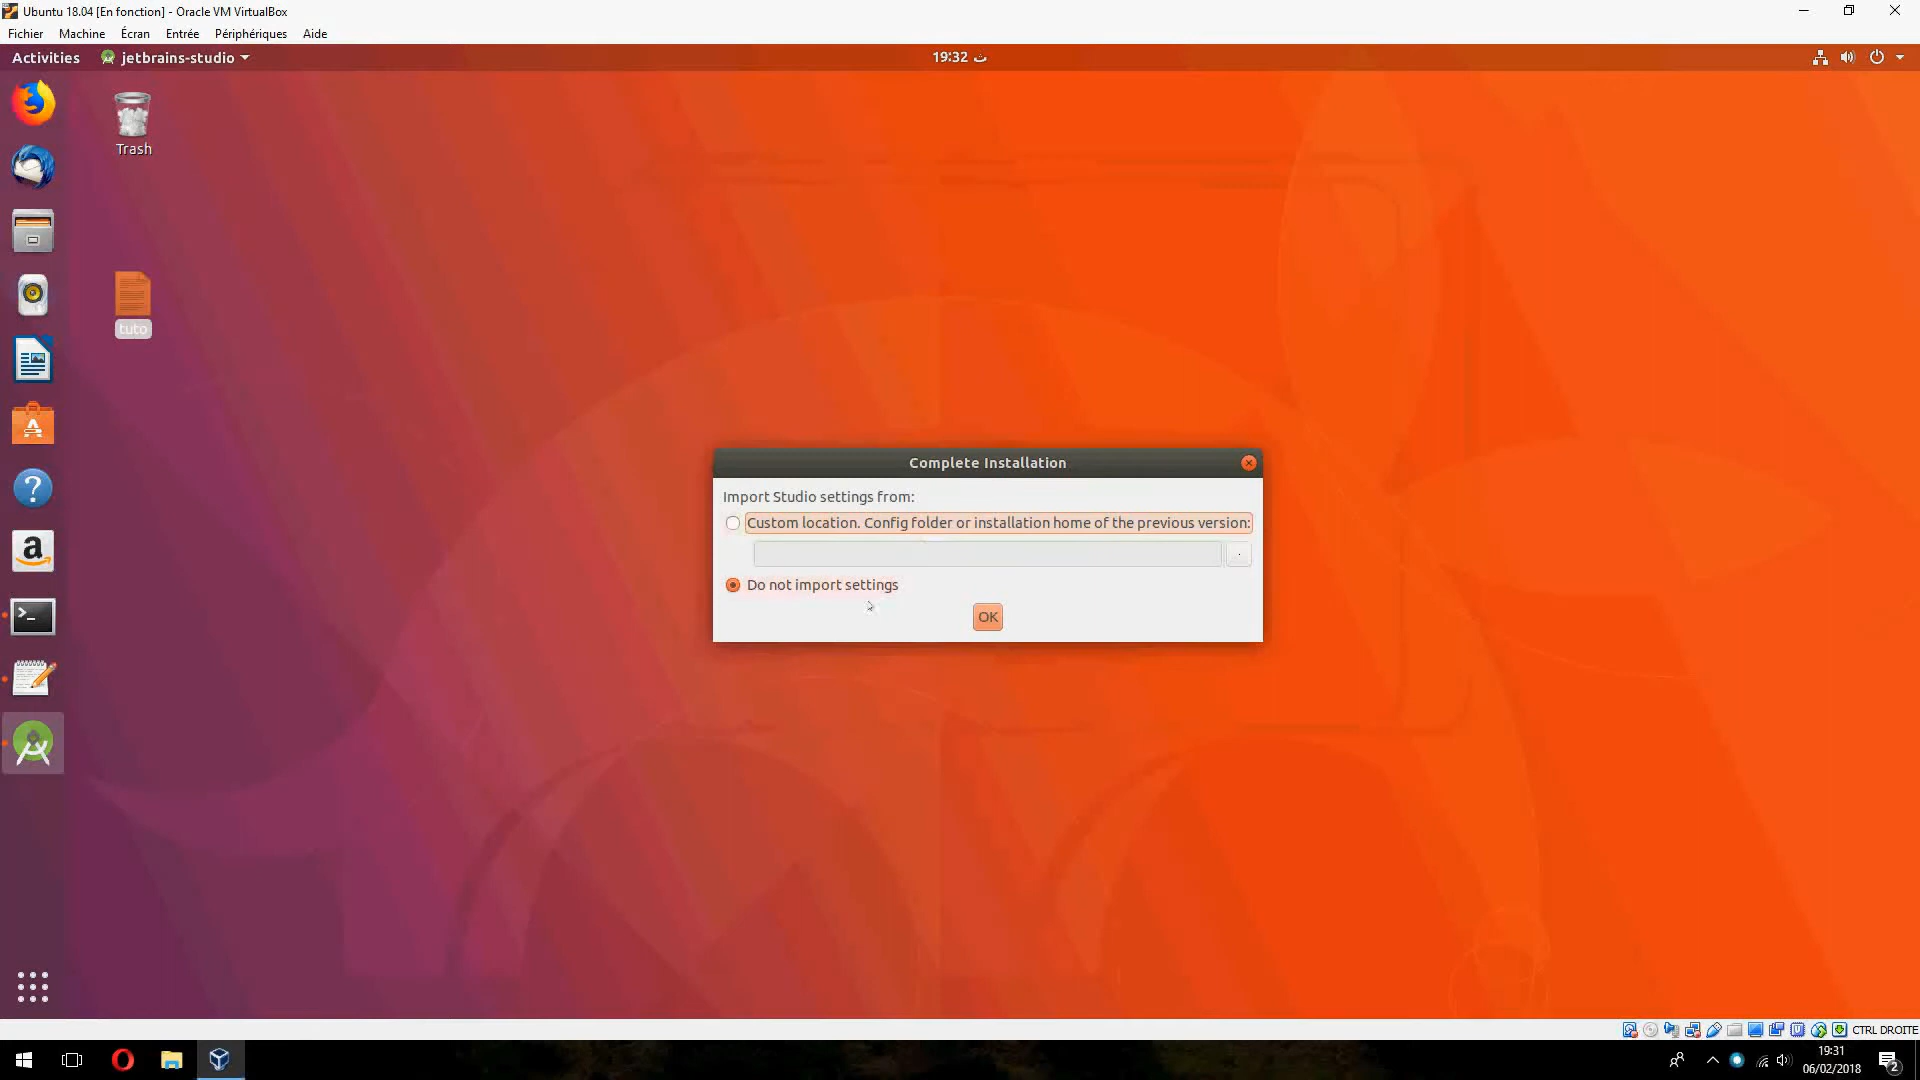 Ubuntu 18.04 [En fonction] - Oracle VM VirtualBox
Fichier Machine Écran Entrée Périphériques Aide
Activities jetbrains-studio 19:32 ث
Trash
tuto
Complete Installation
Import Studio settings from:
Custom location. Config folder or installation home of the previous version:
.
Do not import settings
OK
CTRL DROITE
19:31
06/02/2018
2